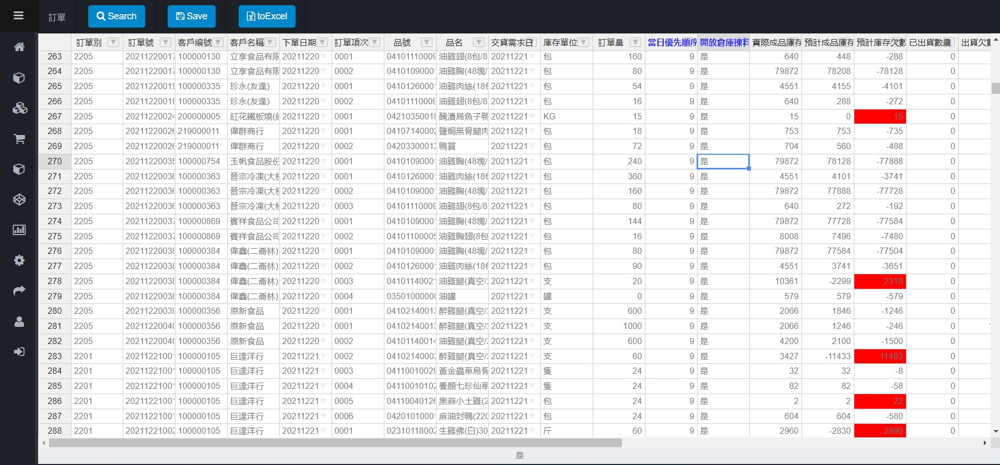 訂單 Search Save toExcel
訂單別 訂單號 客戶編號 客戶名稱 下單日期 訂單項次 品號 品名 交貨需求日 庫存單位 訂單量 當日優先順序 開放倉庫揀料 實際成品庫存 預計成品庫存 預計庫存欠數 已出貨數量 出貨欠數
263 2205 20211220017 100000130 立享食品有限 20211220 0001 04101110009 油雞翅(8包/8 20211221 包 160 9 是 640 448 -288 0
264 2205 20211220017 100000130 立享食品有限 20211220 0002 0410109000 油雞胸(48塊/ 20211221 包 80 9 是 79872 78208 -78128 0
265 2205 20211220019 100000335 珍永(友逢) 20211220 0001 0410126000 油雞肉絲(18包 20211221 包 54 9 是 4551 4155 -4101 0
266 2205 20211220019 100000335 珍永(友逢) 20211220 0002 04101110009 油雞翅(8包/8 20211221 包 16 9 是 640 288 -272 0
267 2205 20211220024 200000005 紅花鐵板燒( 20211220 0001 04210350018 醃漬烏魚子鴨 20211221 KG 15 9 是 15 0 15 0
268 2205 20211220026 219000011 偉群商行 20211220 0001 04107140002 鹽焗無骨腿肉 20211221 包 18 9 是 753 753 -735 0
269 2205 20211220026 219000011 偉群商行 20211220 0002 04203300012 鴨賞 20211221 包 72 9 是 704 560 -488 0
270 2205 20211220035 100000754 玉帆食品股份 20211220 0001 0410109000 油雞胸(48塊/ 20211221 包 240 9 是 79872 78128 -77888 0
271 2205 20211220036 100000363 晉宗冷凍(大 20211220 0001 0410126000 油雞肉絲(18包 20211221 包 360 9 是 4551 4101 -3741 0
272 2205 20211220036 100000363 晉宗冷凍(大 20211220 0002 0410109000 油雞胸(48塊/ 20211221 包 160 9 是 79872 77888 -77728 0
273 2205 20211220036 100000363 晉宗冷凍(大 20211220 0003 04101110009 油雞翅(8包/8 20211221 包 80 9 是 640 272 -192 0
274 2205 20211220037 100000869 賓祥食品公司 20211220 0001 0410109000 油雞胸(48塊/ 20211221 包 144 9 是 79872 77728 -77584 0
275 2205 20211220037 100000869 賓祥食品公司 20211220 0002 04101100005 油雞胸翅(8包 20211221 包 16 9 是 8008 7496 -7480 0
276 2205 20211220038 100000384 偉鑫(二崙林) 20211220 0001 0410109000 油雞胸(48塊/ 20211221 包 80 9 是 79872 77584 -77504 0
277 2205 20211220038 100000384 偉鑫(二崙林) 20211220 0002 0410126000 油雞肉絲(18包 20211221 包 90 9 是 4551 3741 -3651 0
278 2205 20211220038 100000384 偉鑫(二崙林) 20211220 0003 04101140021 油雞腿(真空/ 20211221 支 20 9 是 10361 -2299 2319 0
279 2205 20211220038 100000384 偉鑫(二崙林) 20211220 0004 03501000000 油罐 20211221 罐 0 9 是 579 579 -579 0
280 2205 20211220039 100000356 原新食品 20211220 0001 04102140013 醉雞腿(真空/ 20211221 支 600 9 是 2066 1846 -1246 0
281 2205 20211220040 100000356 原新食品 20211220 0001 04102140013 醉雞腿(真空/ 20211221 支 1000 9 是 2066 1246 -246 0
282 2205 20211220040 100000356 原新食品 20211220 0002 04101140014 油雞腿(真空/ 20211221 支 600 9 是 4200 2100 -1500 0
283 2201 20211221001 100000105 巨達洋行 20211221 0002 04102140003 醉雞腿(真空/ 20211221 支 60 9 是 3427 -11433 11493 0
284 2201 20211221001 100000105 巨達洋行 20211221 0003 04110010029 黃金蟲草烏骨 20211221 隻 24 9 是 32 32 -8 0
285 2201 20211221001 100000105 巨達洋行 20211221 0004 04110010102 養顏七珍仙草 20211221 隻 24 9 是 82 82 -58 0
286 2201 20211221001 100000105 巨達洋行 20211221 0005 04110040126 黑蒜小土雞(2 20211221 包 24 9 是 2 2 22 0
287 2201 20211221001 100000105 巨達洋行 20211221 0006 0420101000 麻油封鴨(220 20211221 包 24 9 是 604 604 -580 0
288 2201 20211221002 100000105 巨達洋行 20211221 0001 02310118002 生雞佛(白)30 20211221 斤 60 9 是 2960 -2830 2890 0
是